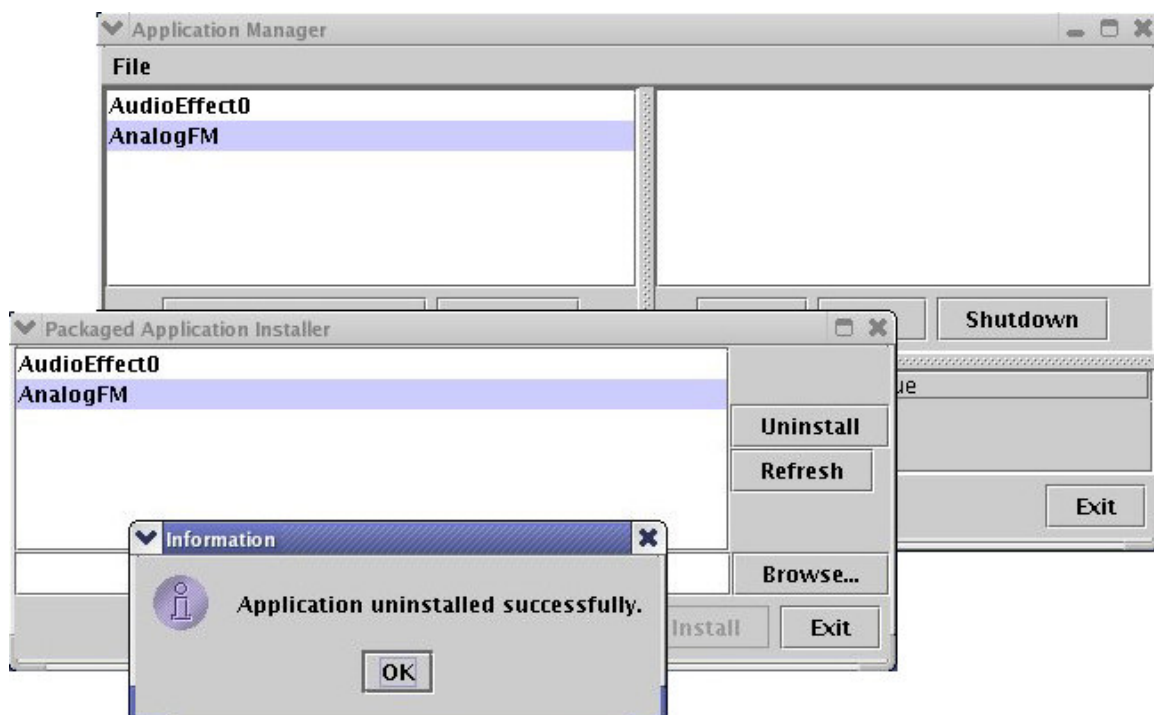 Application Manager
File
AudioEffect0
AnalogFM
Shutdown
Packaged Application Installer
AudioEffect0
AnalogFM
ue
Uninstall
Refresh
Exit
Information
Browse...
Application uninstalled successfully.
Install
Exit
OK